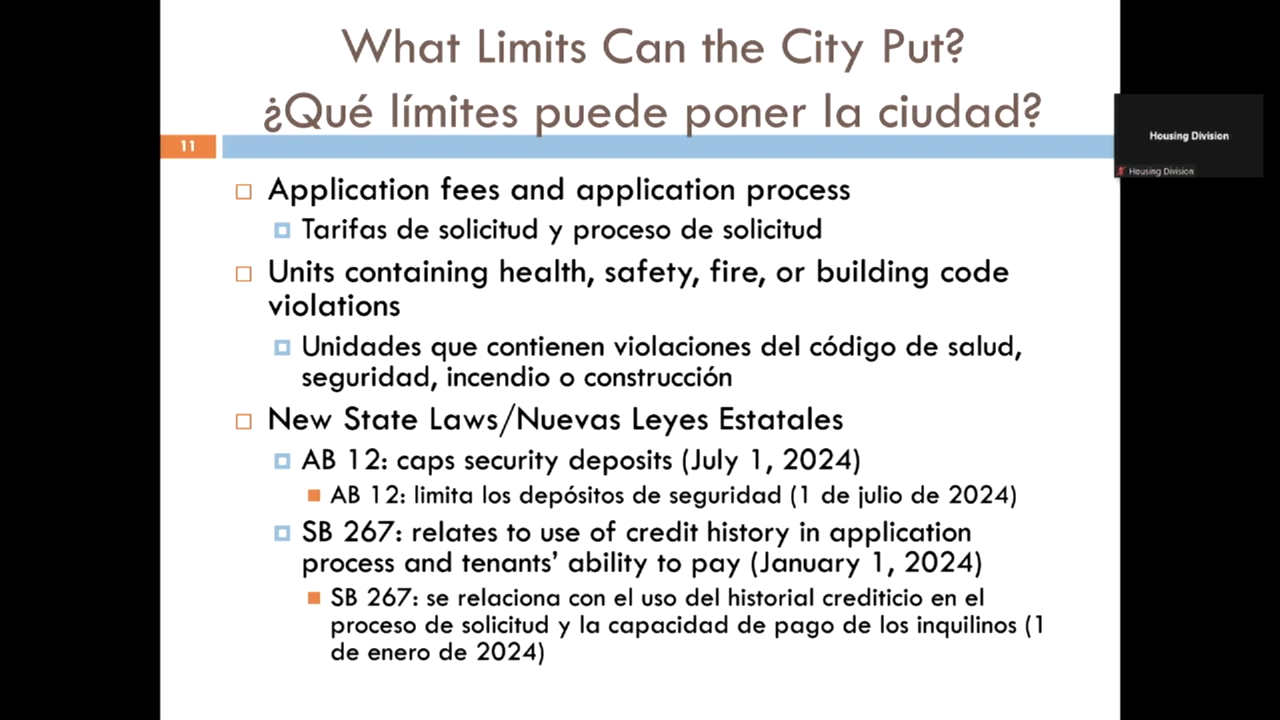 What Limits Can the City Put?
¿Qué límites puede poner la ciudad?
11
Application fees and application process
Tarifas de solicitud y proceso de solicitud
Units containing health, safety, fire, or building code
violations
Unidades que contienen violaciones del código de salud,
seguridad, incendio o construcción
New State Laws/Nuevas Leyes Estatales
AB 12: caps security deposits (July 1, 2024)
AB 12: limita los depósitos de seguridad (1 de julio de 2024)
SB 267: relates to use of credit history in application
process and tenants’ ability to pay (January 1, 2024)
SB 267: se relaciona con el uso del historial crediticio en el
proceso de solicitud y la capacidad de pago de los inquilinos (1
de enero de 2024)
Housing Division
Housing Division